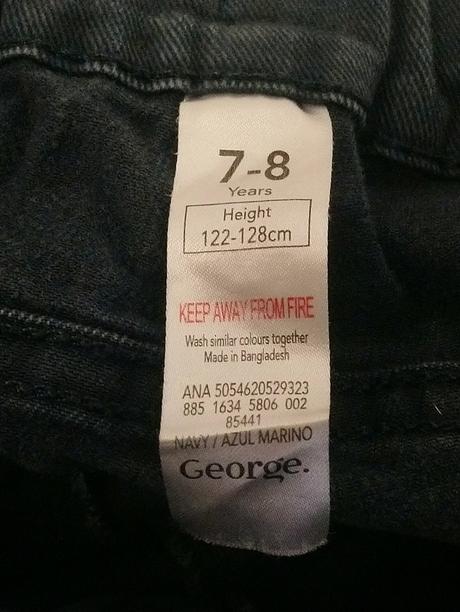 7-8
Years
Height
122-128cm
KEEP AWAY FROM FIRE
Wash similar colours together
Made in Bangladesh
ANA 5054620529323
885 1634 5806 002
85441
NAVY / AZUL MARINO
George.